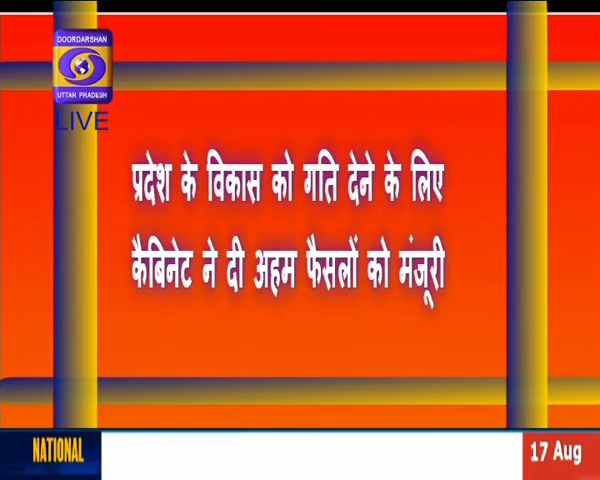 DOORDARSHAN
UTTAR PRADESH
LIVE
प्रदेश के विकास को गति देने के लिए
कैबिनेट ने दी अहम फैसलों को मंजूरी
NATIONAL
17 Aug